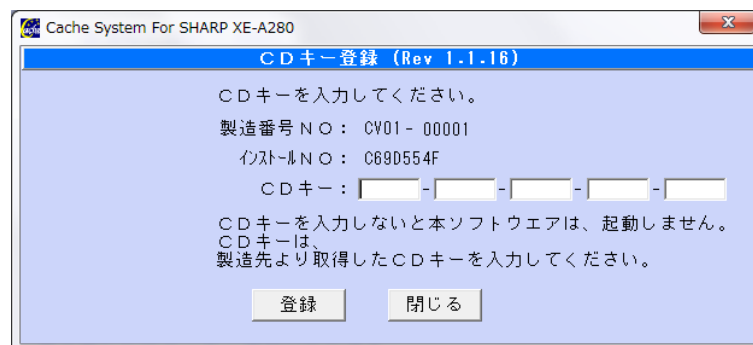 cache
Cache System For SHARP XE-A280
x
CDキー登録 (Rev 1.1.16)
CDキーを入力してください。
製造番号NO: CV01- 00001
インストールNO: C69D554F
CDキー: - - - -
CDキーを入力しないと本ソフトウエアは、起動しません。
CDキーは、
製造先より取得したCDキーを入力してください。
登録 閉じる